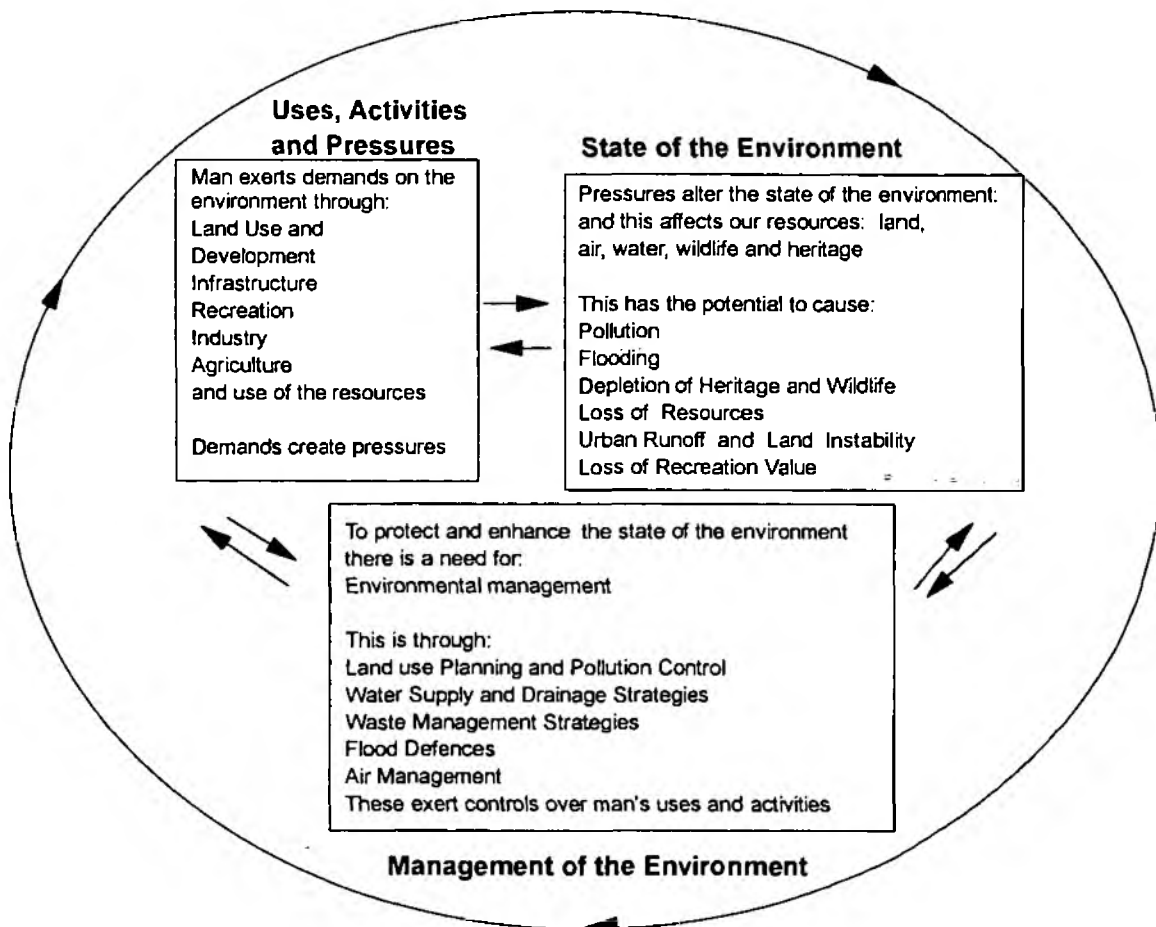 Uses, Activities
and Pressures
Man exerts demands on the
environment through:
Land Use and
Development
Infrastructure
Recreation
Industry
Agriculture
and use of the resources
Demands create pressures
State of the Environment
Pressures alter the state of the environment:
and this affects our resources: land,
air, water, wildlife and heritage
This has the potential to cause:
Pollution
Flooding
Depletion of Heritage and Wildlife
Loss of Resources
Urban Runoff and Land Instability
Loss of Recreation Value
To protect and enhance the state of the environment
there is a need for:
Environmental management
This is through:
Land use Planning and Pollution Control
Water Supply and Drainage Strategies
Waste Management Strategies
Flood Defences
Air Management
These exert controls over man's uses and activities
Management of the Environment